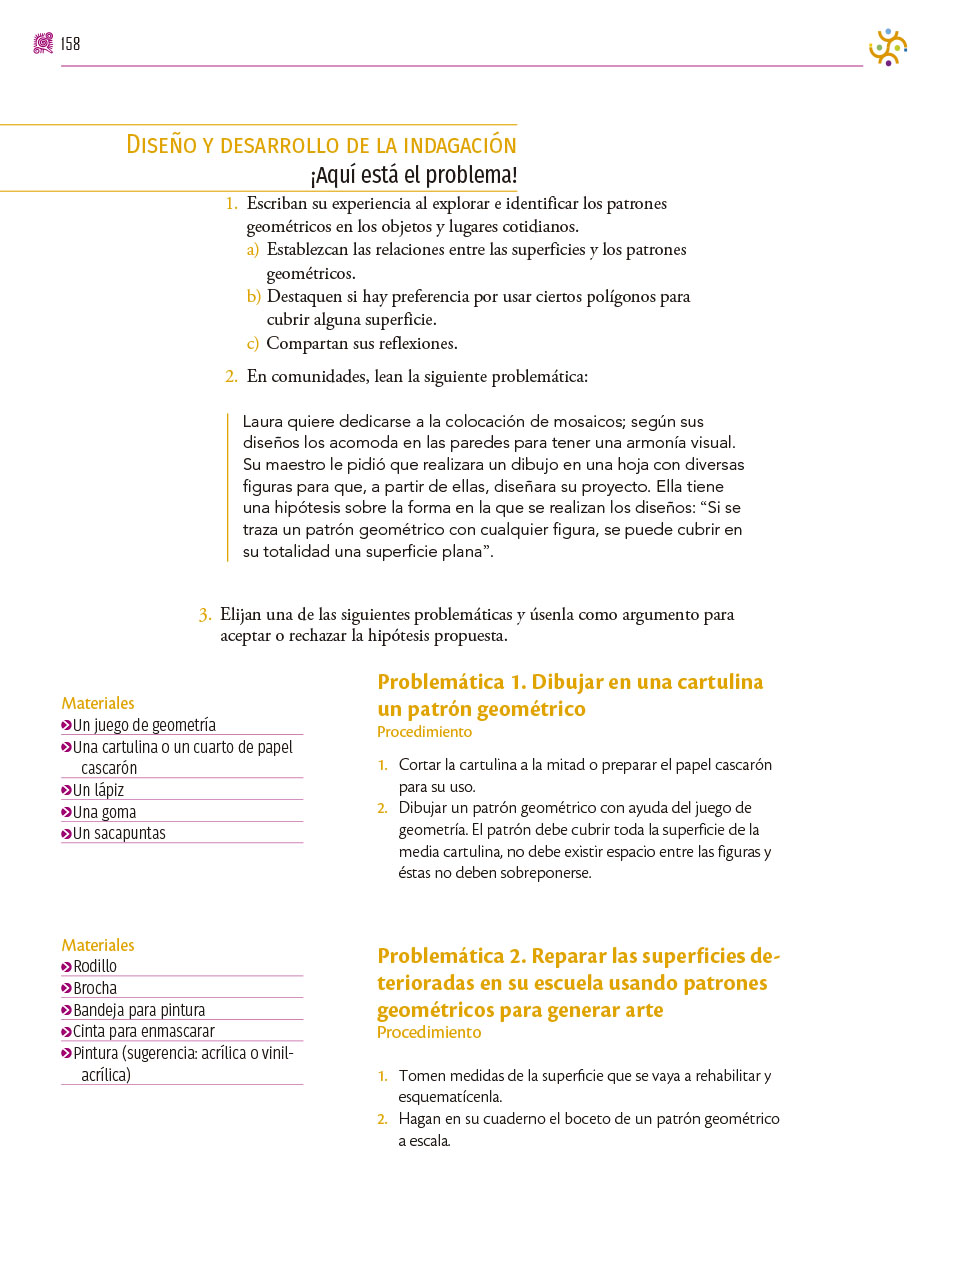 158
Diseño y desarrollo de la indagación
¡Aquí está el problema!
1. Escriban su experiencia al explorar e identificar los patrones
geométricos en los objetos y lugares cotidianos.
a) Establezcan las relaciones entre las superficies y los patrones
geométricos.
b) Destaquen si hay preferencia por usar ciertos polígonos para
cubrir alguna superficie.
c) Compartan sus reflexiones.
2. En comunidades, lean la siguiente problemática:
Laura quiere dedicarse a la colocación de mosaicos; según sus
diseños los acomoda en las paredes para tener una armonía visual.
Su maestro le pidió que realizara un dibujo en una hoja con diversas
figuras para que, a partir de ellas, diseñara su proyecto. Ella tiene
una hipótesis sobre la forma en la que se realizan los diseños: “Si se
traza un patrón geométrico con cualquier figura, se puede cubrir en
su totalidad una superficie plana”.
3. Elijan una de las siguientes problemáticas y úsenla como argumento para
aceptar o rechazar la hipótesis propuesta.
Materiales
Un juego de geometría
Una cartulina o un cuarto de papel
cascarón
Un lápiz
Una goma
Un sacapuntas
Problemática 1. Dibujar en una cartulina
un patrón geométrico
Procedimiento
1. Cortar la cartulina a la mitad o preparar el papel cascarón
para su uso.
2. Dibujar un patrón geométrico con ayuda del juego de
geometría. El patrón debe cubrir toda la superficie de la
media cartulina, no debe existir espacio entre las figuras y
éstas no deben sobreponerse.
Materiales
Rodillo
Brocha
Bandeja para pintura
Cinta para enmascarar
Pintura (sugerencia: acrílica o vinil-
acrílica)
Problemática 2. Reparar las superficies de-
terioradas en su escuela usando patrones
geométricos para generar arte
Procedimiento
1. Tomen medidas de la superficie que se vaya a rehabilitar y
esquematícenla.
2. Hagan en su cuaderno el boceto de un patrón geométrico
a escala.